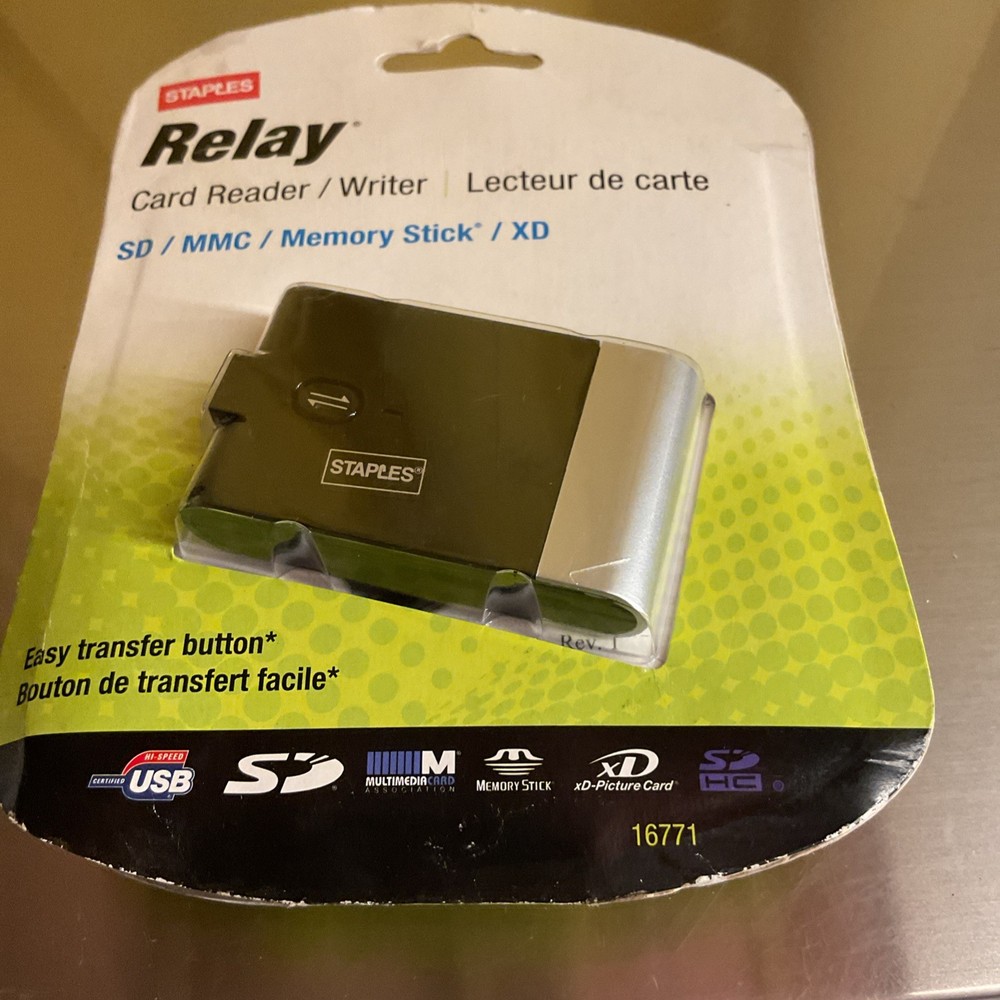 STAPLES
Relay®
Card Reader / Writer | Lecteur de carte
SD / MMC / Memory Stick® / XD
STAPLES®
Rev. 1
Easy transfer button*
Bouton de transfert facile*
HI-SPEED
CERTIFIED USB
SD
M
MULTIMEDIACARD
ASSOCIATION
MEMORY STICK
xD
xD-Picture Card
SD
HC
16771